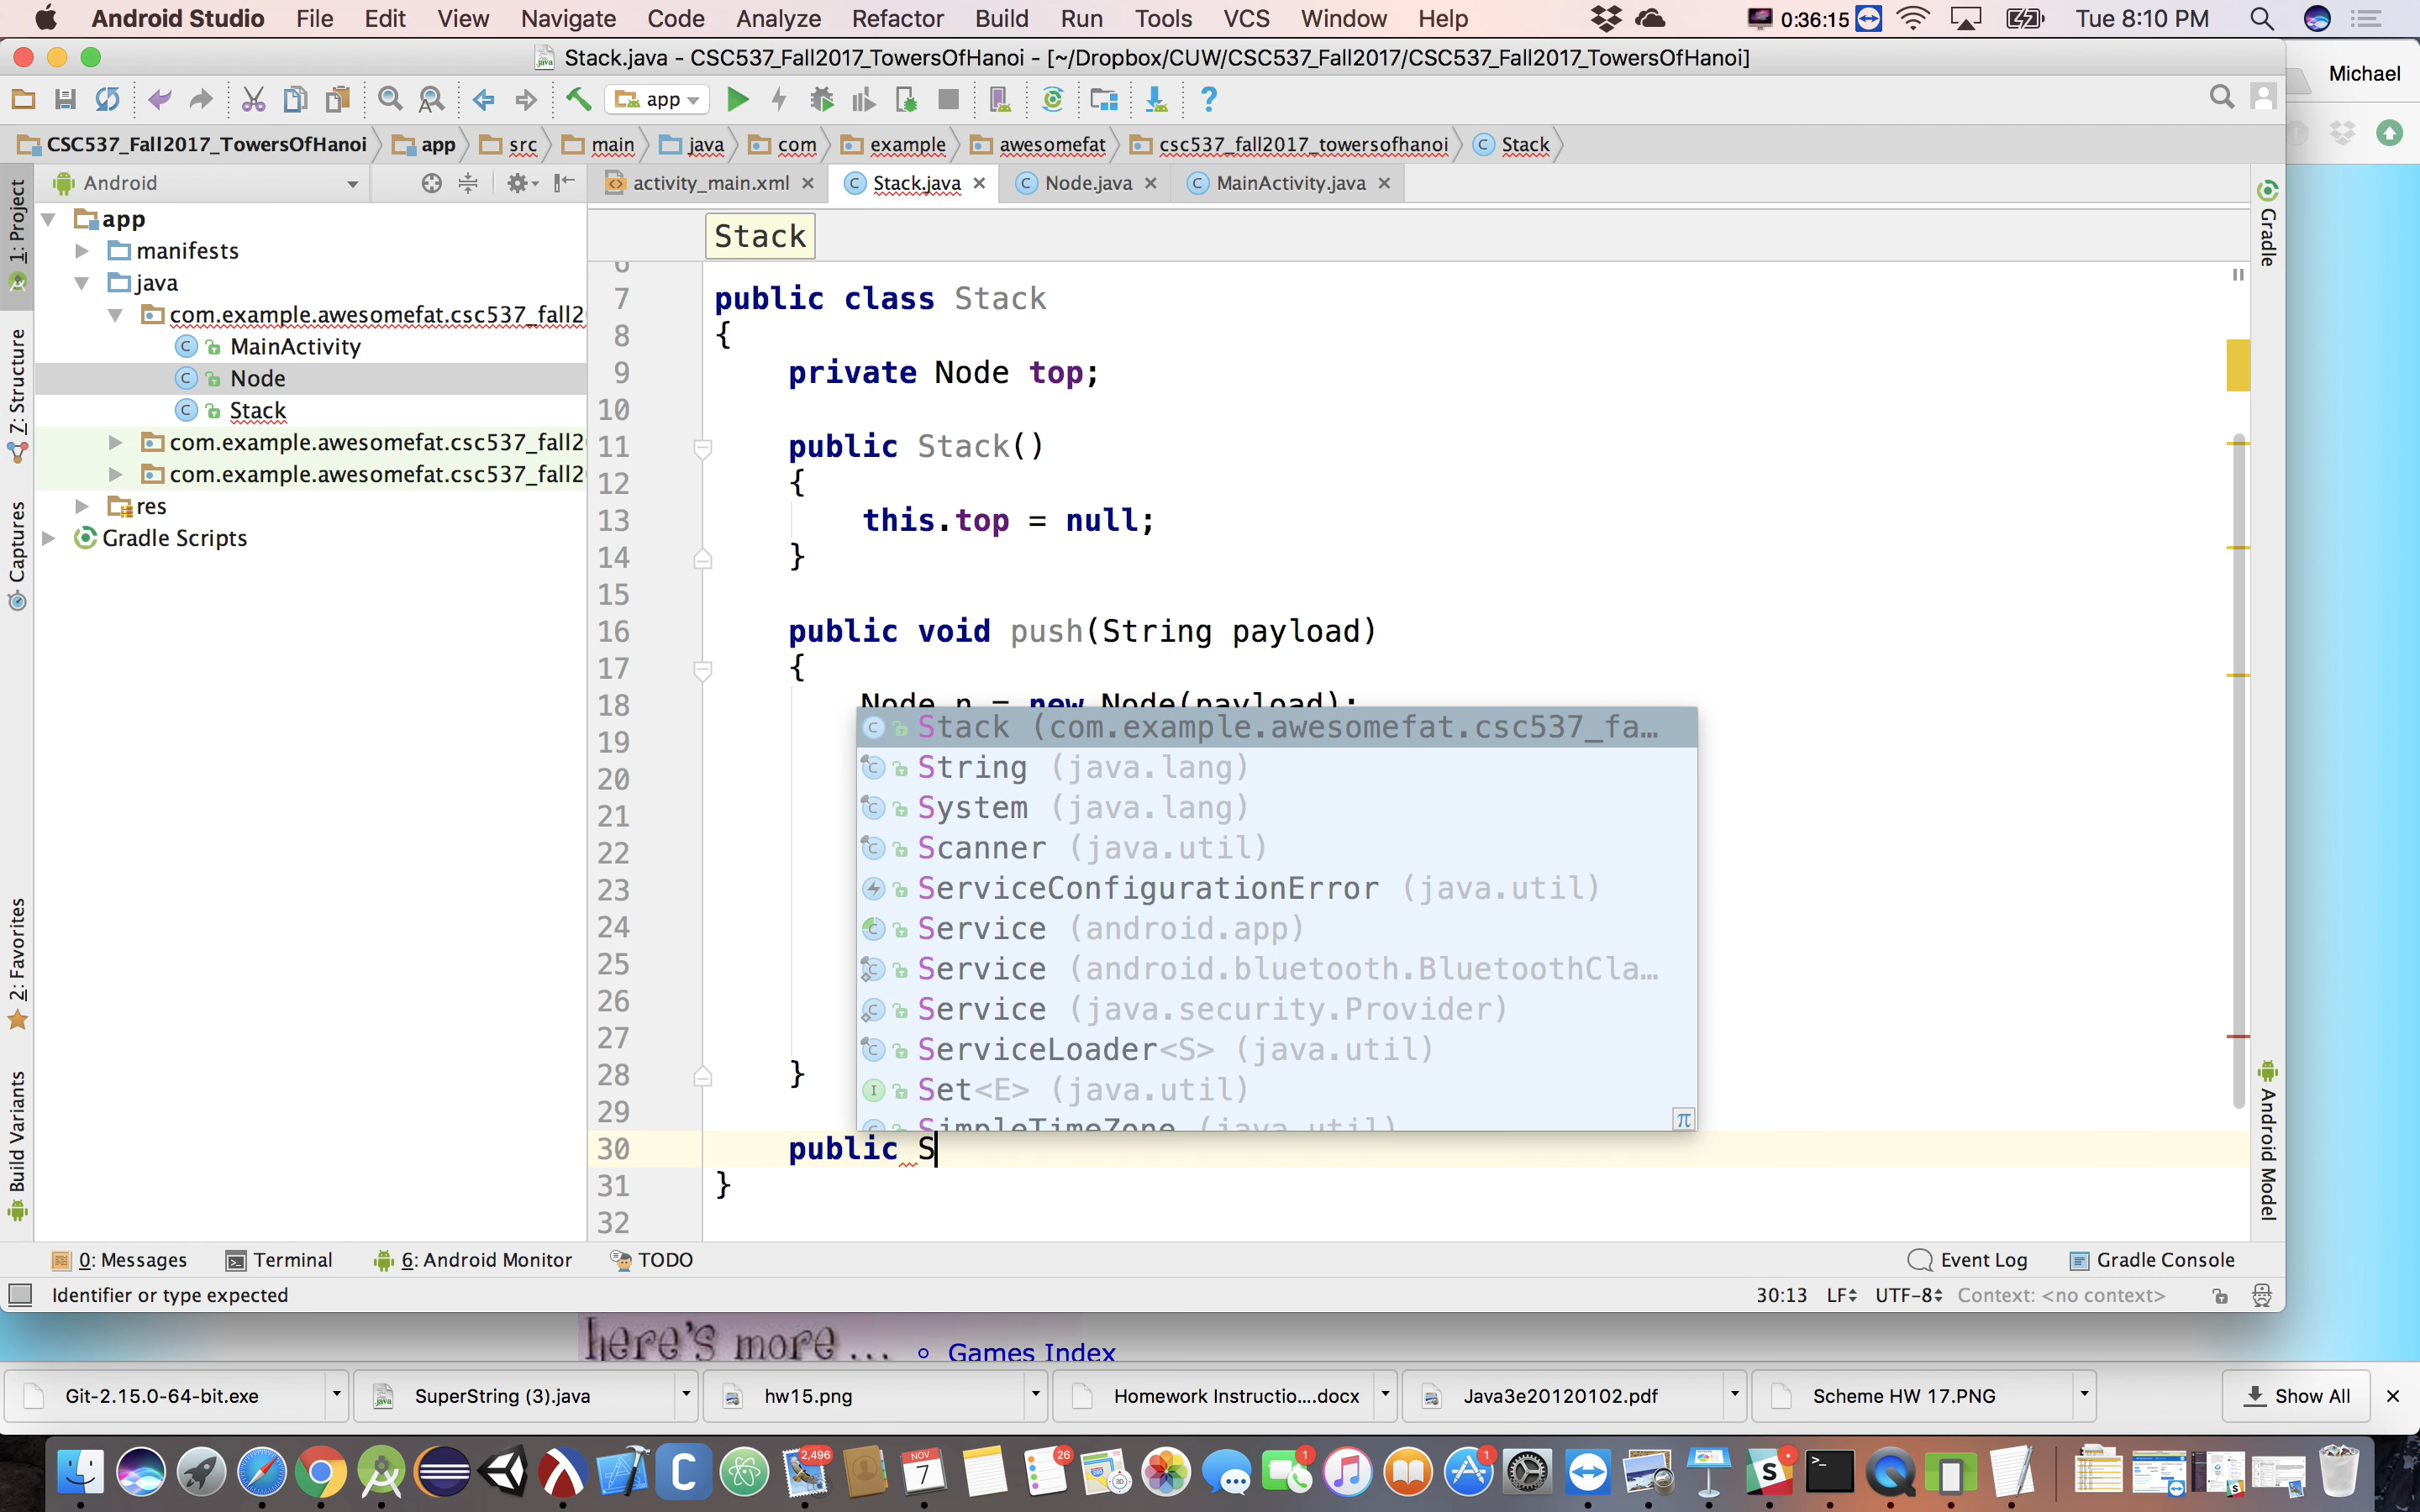 Android Studio File Edit View Navigate Code Analyze Refactor Build Run Tools VCS Window Help 0:36:15 Tue 8:10 PM
Stack.java - CSC537_Fall2017_TowersOfHanoi - [~/Dropbox/CUW/CSC537_Fall2017/CSC537_Fall2017_TowersOfHanoi]
Michael
app
CSC537_Fall2017_TowersOfHanoi app src main java com example awesomefat csc537_fall2017_towersofhanoi Stack
Android
activity_main.xml Stack.java Node.java MainActivity.java
1: Project
Z: Structure
Captures
2: Favorites
Build Variants
Gradle
Android Model
app
manifests
java
com.example.awesomefat.csc537_fall2
MainActivity
Node
Stack
com.example.awesomefat.csc537_fall2
com.example.awesomefat.csc537_fall2
res
Gradle Scripts
Stack
6
7 public class Stack
8 {
9 private Node top;
10
11 public Stack()
12 {
13 this.top = null;
14 }
15
16 public void push(String payload)
17 {
18 Node n = new Node(payload);
19
20
21
22
23
24
25
26
27
28 }
29
30 public S
31 }
32
Stack (com.example.awesomefat.csc537_fa…
String (java.lang)
System (java.lang)
Scanner (java.util)
ServiceConfigurationError (java.util)
Service (android.app)
Service (android.bluetooth.BluetoothCla…
Service (java.security.Provider)
ServiceLoader<S> (java.util)
Set<E> (java.util)
SimpleTimeZone (java.util)
π
0: Messages Terminal 6: Android Monitor TODO Event Log Gradle Console
Identifier or type expected 30:13 LF UTF-8 Context: <no context>
here's more ... Games Index
Git-2.15.0-64-bit.exe SuperString (3).java hw15.png Homework Instructio....docx Java3e20120102.pdf Scheme HW 17.PNG Show All
2,496
NOV
7
26
1
1